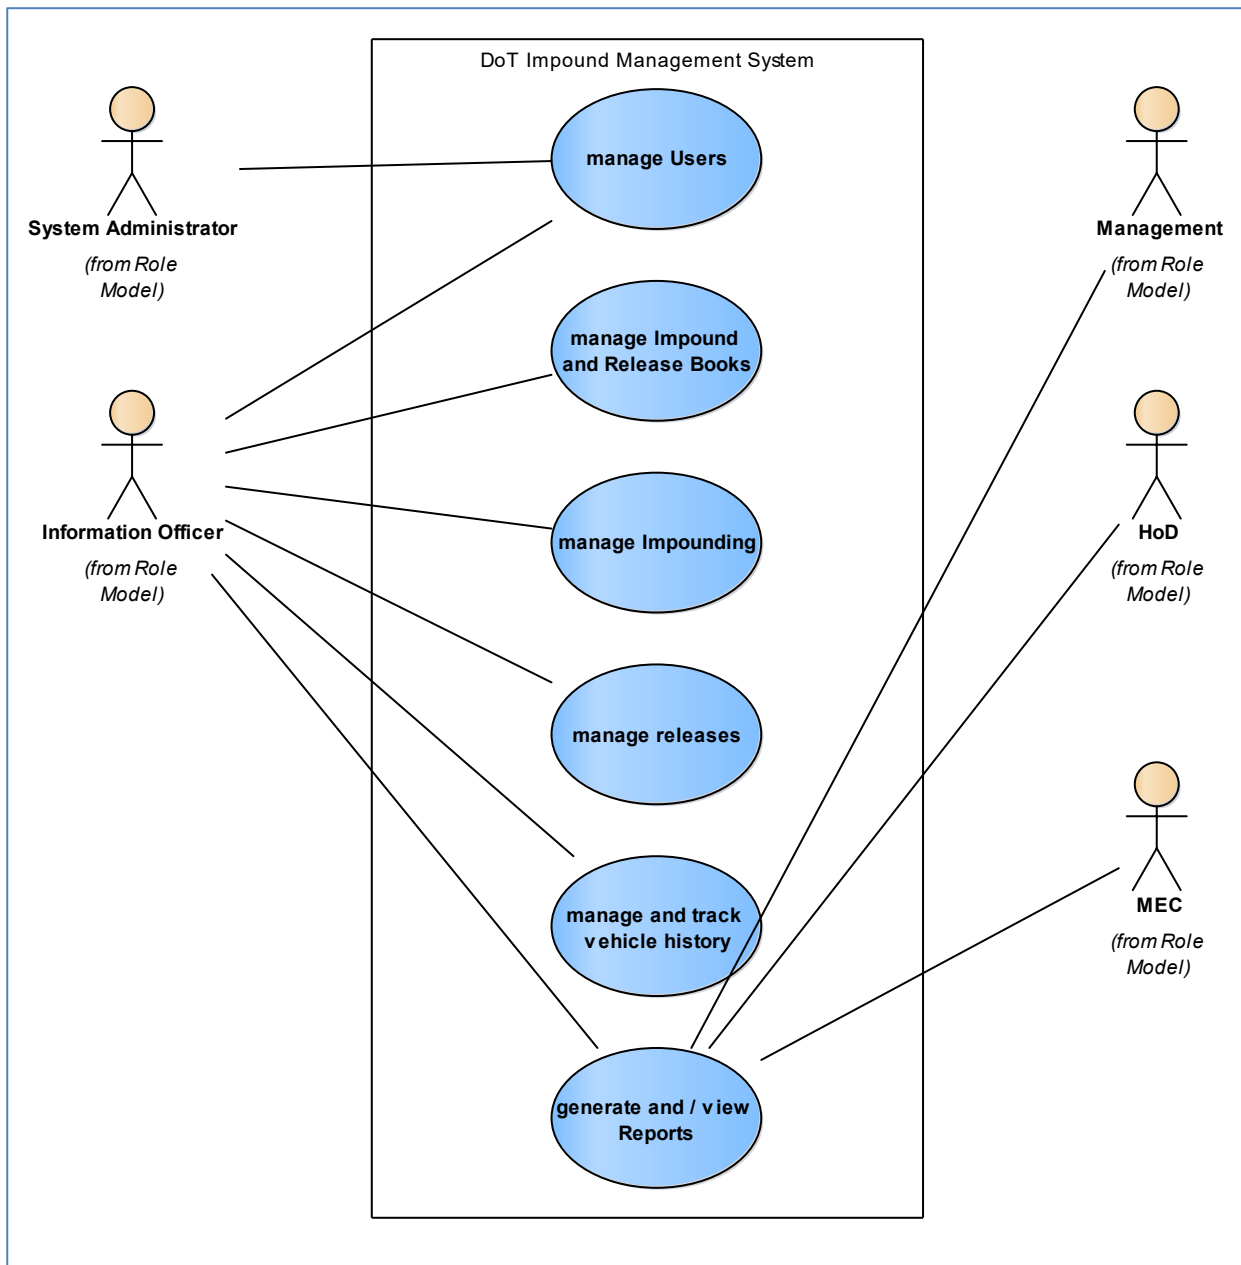 DoT Impound Management System
manage Users
System Administrator
(from Role
Model)
Management
(from Role
Model)
manage Impound
and Release Books
Information Officer
(from Role
Model)
HoD
(from Role
Model)
manage Impounding
manage releases
MEC
(from Role
Model)
manage and track
vehicle history
generate and / view
Reports